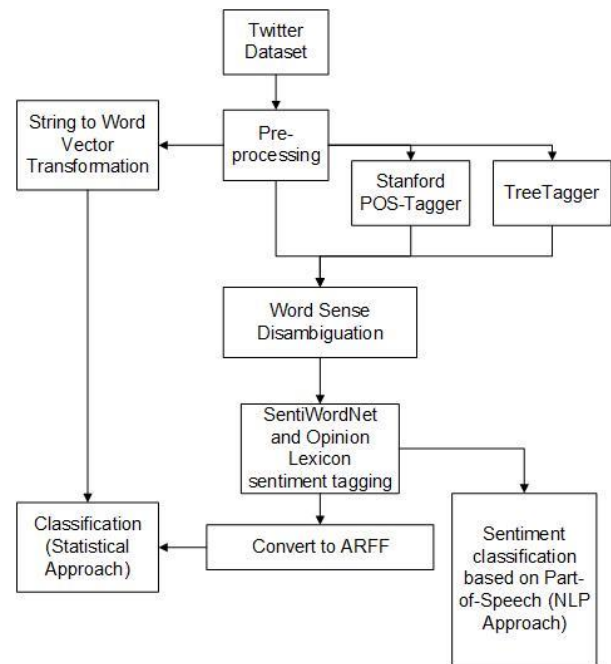 Twitter
Dataset
String to Word
Vector
Transformation
Pre-
processing
Stanford
POS-Tagger
TreeTagger
Word Sense
Disambiguation
SentiWordNet
and Opinion
Lexicon
sentiment tagging
Classification
(Statistical
Approach)
Convert to ARFF
Sentiment
classification
based on Part-
of-Speech (NLP
Approach)